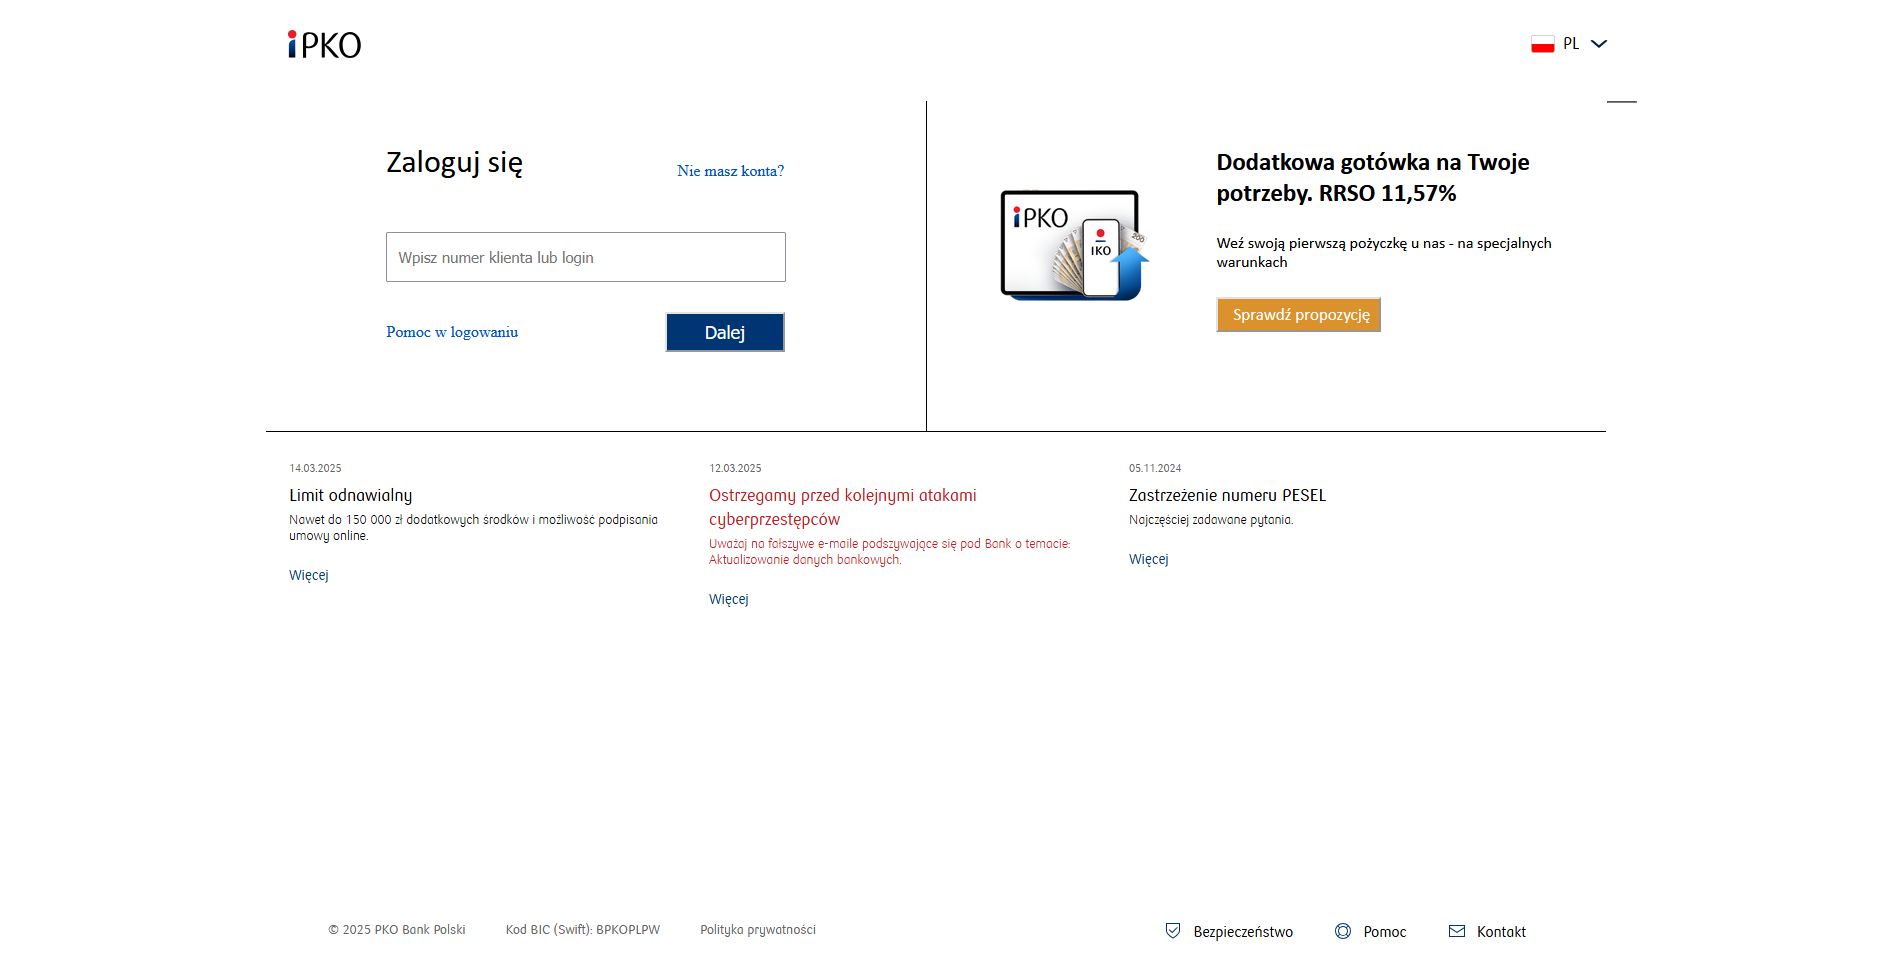 iPKO
PL
Zaloguj się
Nie masz konta?
Wpisz numer klienta lub login
Pomoc w logowaniu
Dalej
iPKO
IKO
200
Dodatkowa gotówka na Twoje
potrzeby. RRSO 11,57%
Weź swoją pierwszą pożyczkę u nas - na specjalnych
warunkach
Sprawdź propozycję
14.03.2025
Limit odnawialny
Nawet do 150 000 zł dodatkowych środków i możliwość podpisania
umowy online.
Więcej
12.03.2025
Ostrzegamy przed kolejnymi atakami
cyberprzestępców
Uważaj na fałszywe e-maile podszywające się pod Bank o temacie:
Aktualizowanie danych bankowych.
Więcej
05.11.2024
Zastrzeżenie numeru PESEL
Najczęściej zadawane pytania.
Więcej
© 2025 PKO Bank Polski
Kod BIC (Swift): BPKOPLPW
Polityka prywatności
Bezpieczeństwo
Pomoc
Kontakt